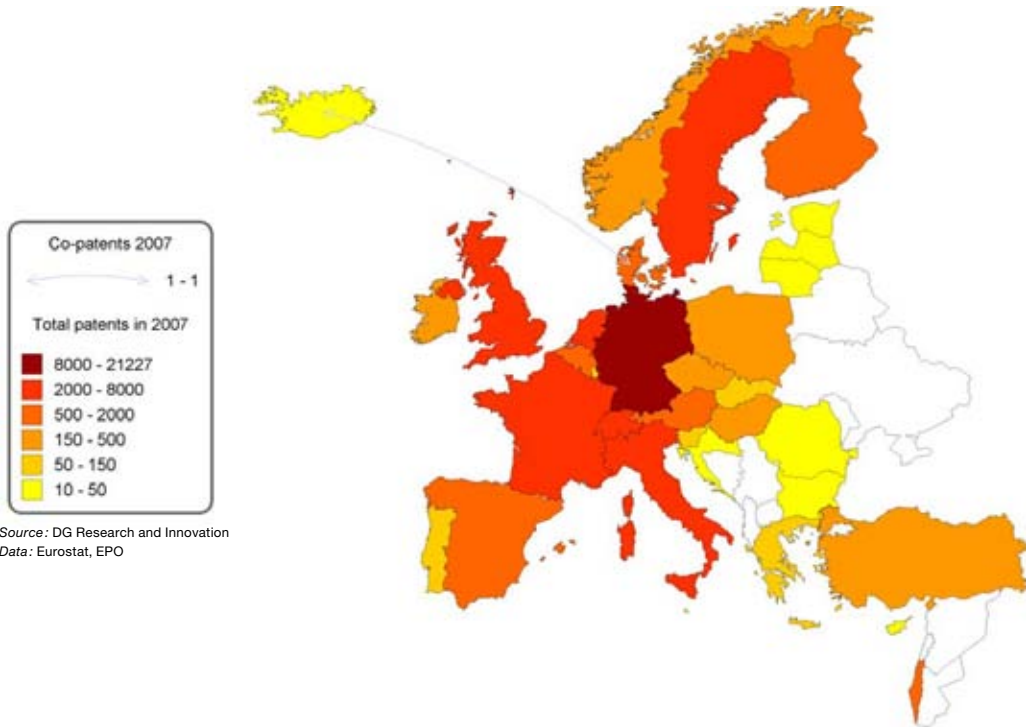 Co-patents 2007
1 - 1
Total patents in 2007
8000 - 21227
2000 - 8000
500 - 2000
150 - 500
50 - 150
10 - 50
Source: DG Research and Innovation
Data: Eurostat, EPO